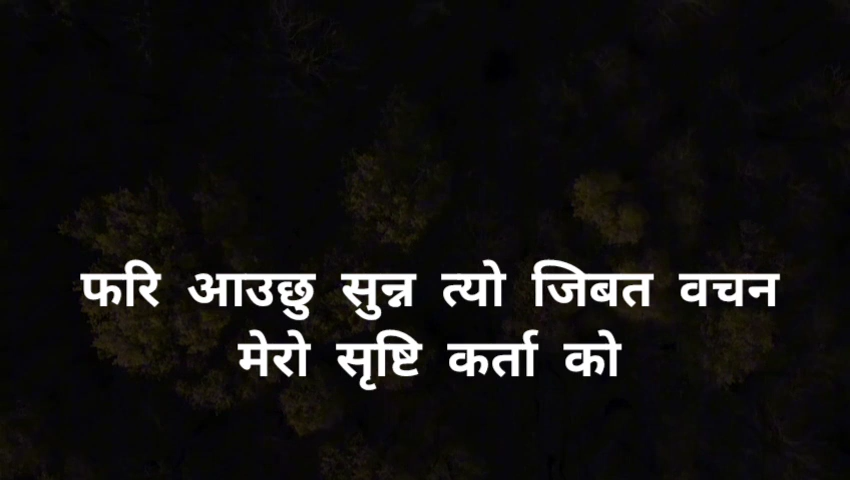 फरि आउछु सुन्न त्यो जिबत वचन
मेरो सृष्टि कर्ता को